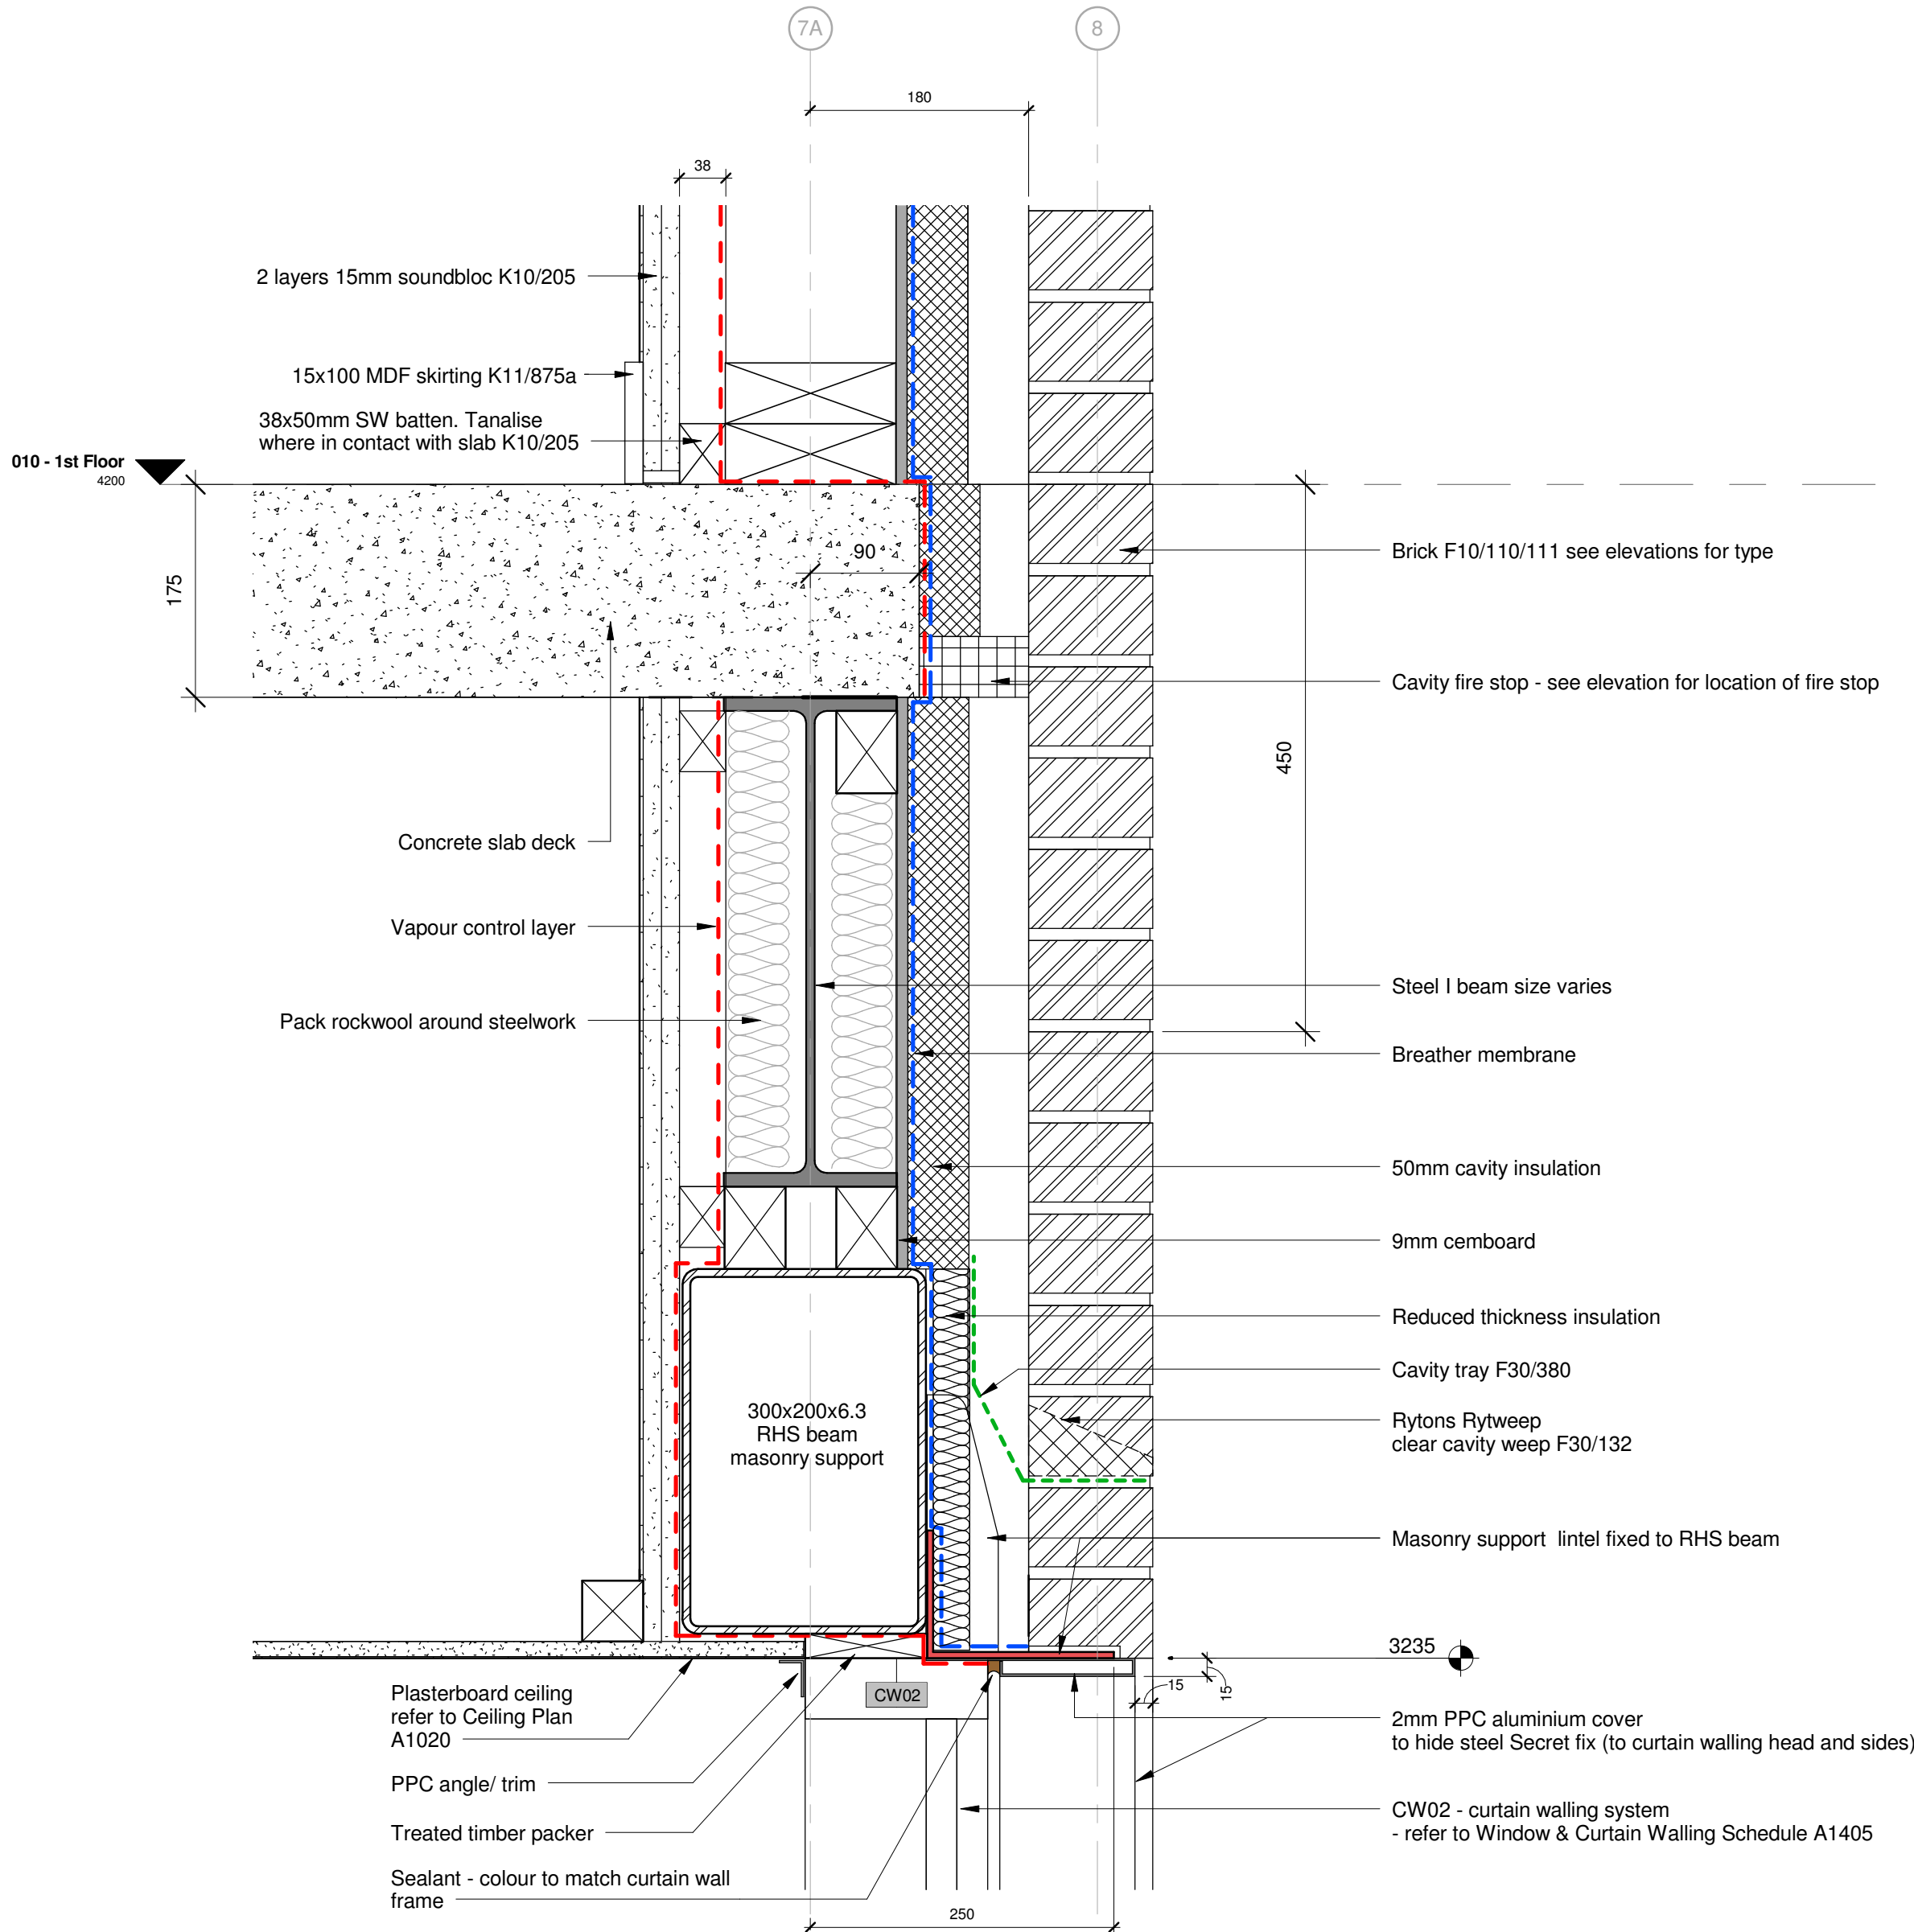 7A
8
180
38
2 layers 15mm soundbloc K10/205
15x100 MDF skirting K11/875a
38x50mm SW batten. Tanalise
where in contact with slab K10/205
010 - 1st Floor
4200
90
175
Brick F10/110/111 see elevations for type
Cavity fire stop - see elevation for location of fire stop
450
Concrete slab deck
Vapour control layer
Steel I beam size varies
Pack rockwool around steelwork
Breather membrane
50mm cavity insulation
9mm cemboard
Reduced thickness insulation
Cavity tray F30/380
300x200x6.3
RHS beam
masonry support
Rytons Rytweep
clear cavity weep F30/132
Masonry support lintel fixed to RHS beam
3235
15
15
Plasterboard ceiling
refer to Ceiling Plan
A1020
CW02
2mm PPC aluminium cover
to hide steel Secret fix (to curtain walling head and sides)
PPC angle/ trim
Treated timber packer
CW02 - curtain walling system
- refer to Window & Curtain Walling Schedule A1405
Sealant - colour to match curtain wall
frame
250